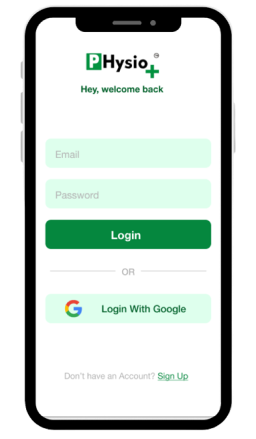 PHysio
Hey, welcome back
Email
Password
Login
OR
Login With Google
Don't have an Account? Sign Up